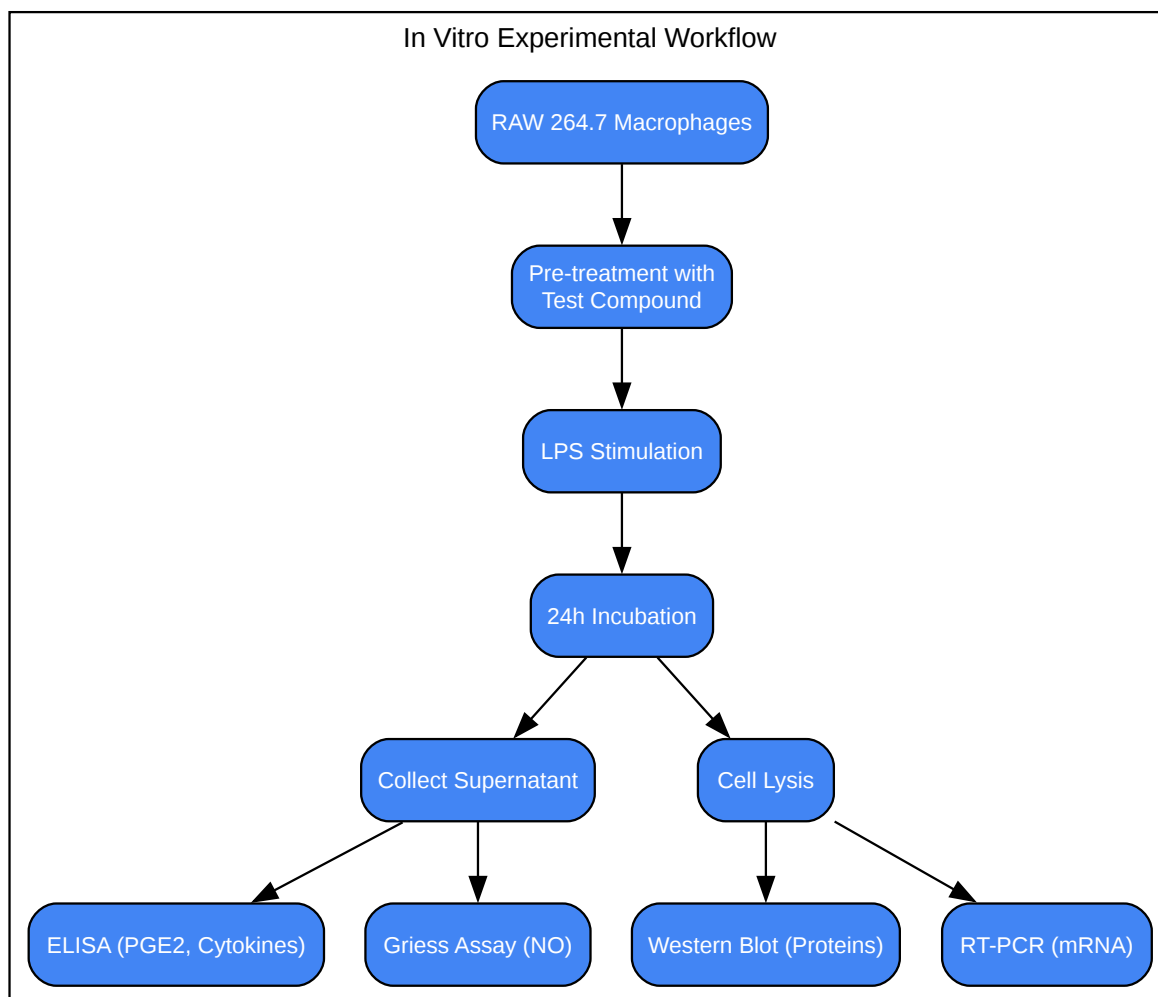 In Vitro Experimental Workflow
RAW 264.7 Macrophages
Pre-treatment with
Test Compound
LPS Stimulation
24h Incubation
Collect Supernatant
Cell Lysis
ELISA (PGE2, Cytokines)
Griess Assay (NO)
Western Blot (Proteins)
RT-PCR (mRNA)